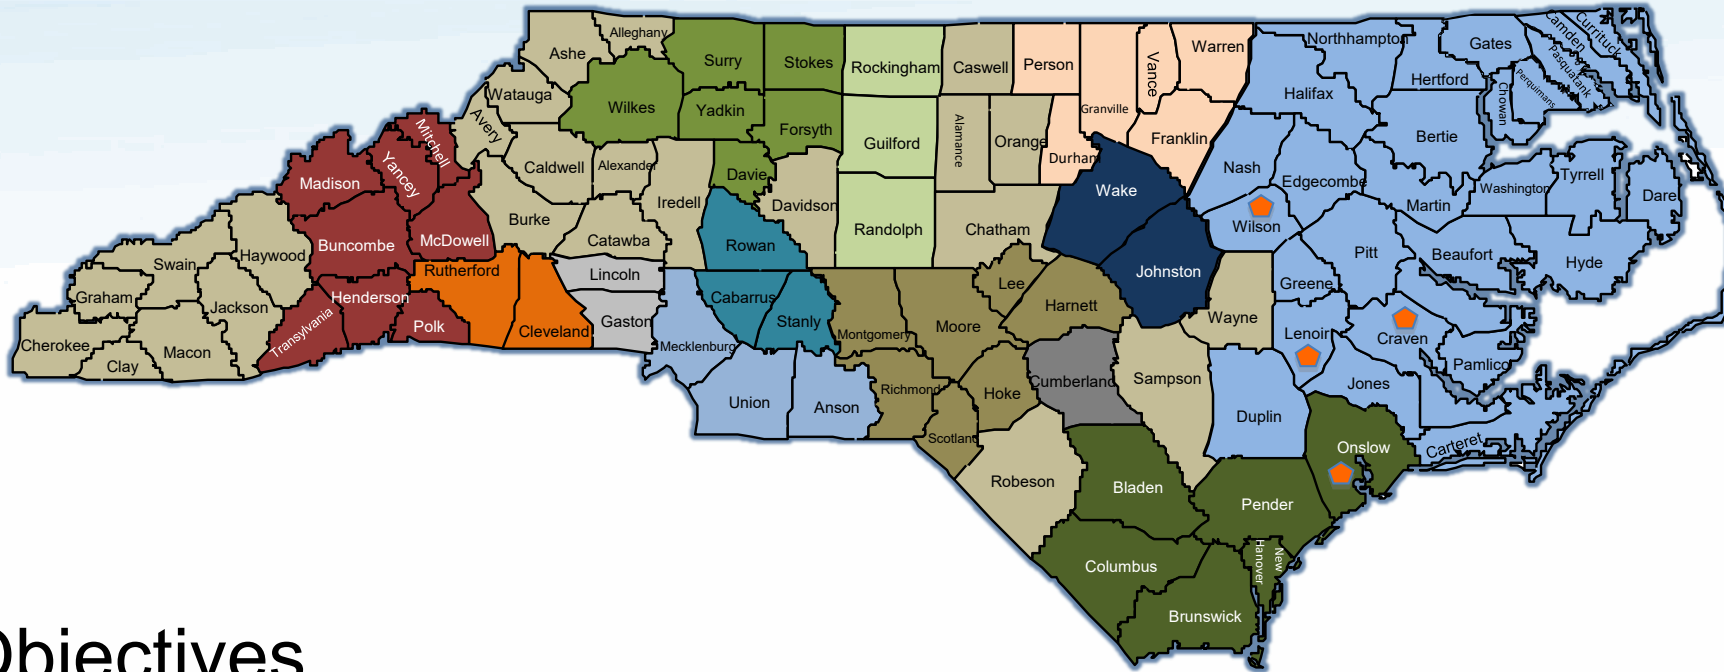 Alleghany
Ashe
Surry
Stokes
Rockingham
Caswell
Person
Vance
Warren
Northhampton
Gates
Camden
Currituck
Pasquatank
Perquimans
Chowan
Hertford
Halifax
Watauga
Wilkes
Yadkin
Forsyth
Guilford
Alamance
Orange
Durham
Granville
Franklin
Bertie
Avery
Mitchell
Yancey
Madison
Caldwell
Alexander
Davie
Iredell
Davidson
Randolph
Chatham
Wake
Nash
Edgecombe
Martin
Washington
Tyrrell
Dare
Burke
Catawba
Rowan
McDowell
Buncombe
Haywood
Swain
Graham
Jackson
Cherokee
Clay
Macon
Transylvania
Henderson
Polk
Rutherford
Cleveland
Lincoln
Gaston
Mecklenburg
Cabarrus
Stanly
Union
Anson
Montgomery
Moore
Lee
Harnett
Johnston
Wilson
Wayne
Greene
Pitt
Beaufort
Hyde
Lenoir
Craven
Pamlico
Jones
Carteret
Richmond
Scotland
Hoke
Cumberland
Sampson
Duplin
Onslow
Robeson
Bladen
Pender
Columbus
Brunswick
New
Hanover
Objectives